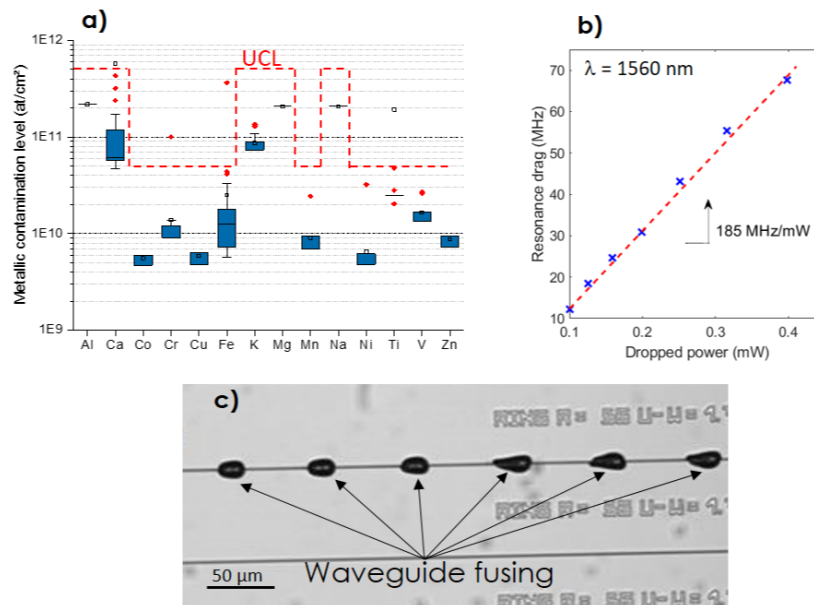 a)
Metallic contamination level (at/cm²)
1E12
1E11
1E10
1E9
UCL
Al Ca Co Cr Cu Fe K Mg Mn Na Ni Ti V Zn
b)
λ = 1560 nm
Resonance drag (MHz)
70
60
50
40
30
20
10
185 MHz/mW
0.1 0.2 0.3 0.4
Dropped power (mW)
c)
Waveguide fusing
50 µm